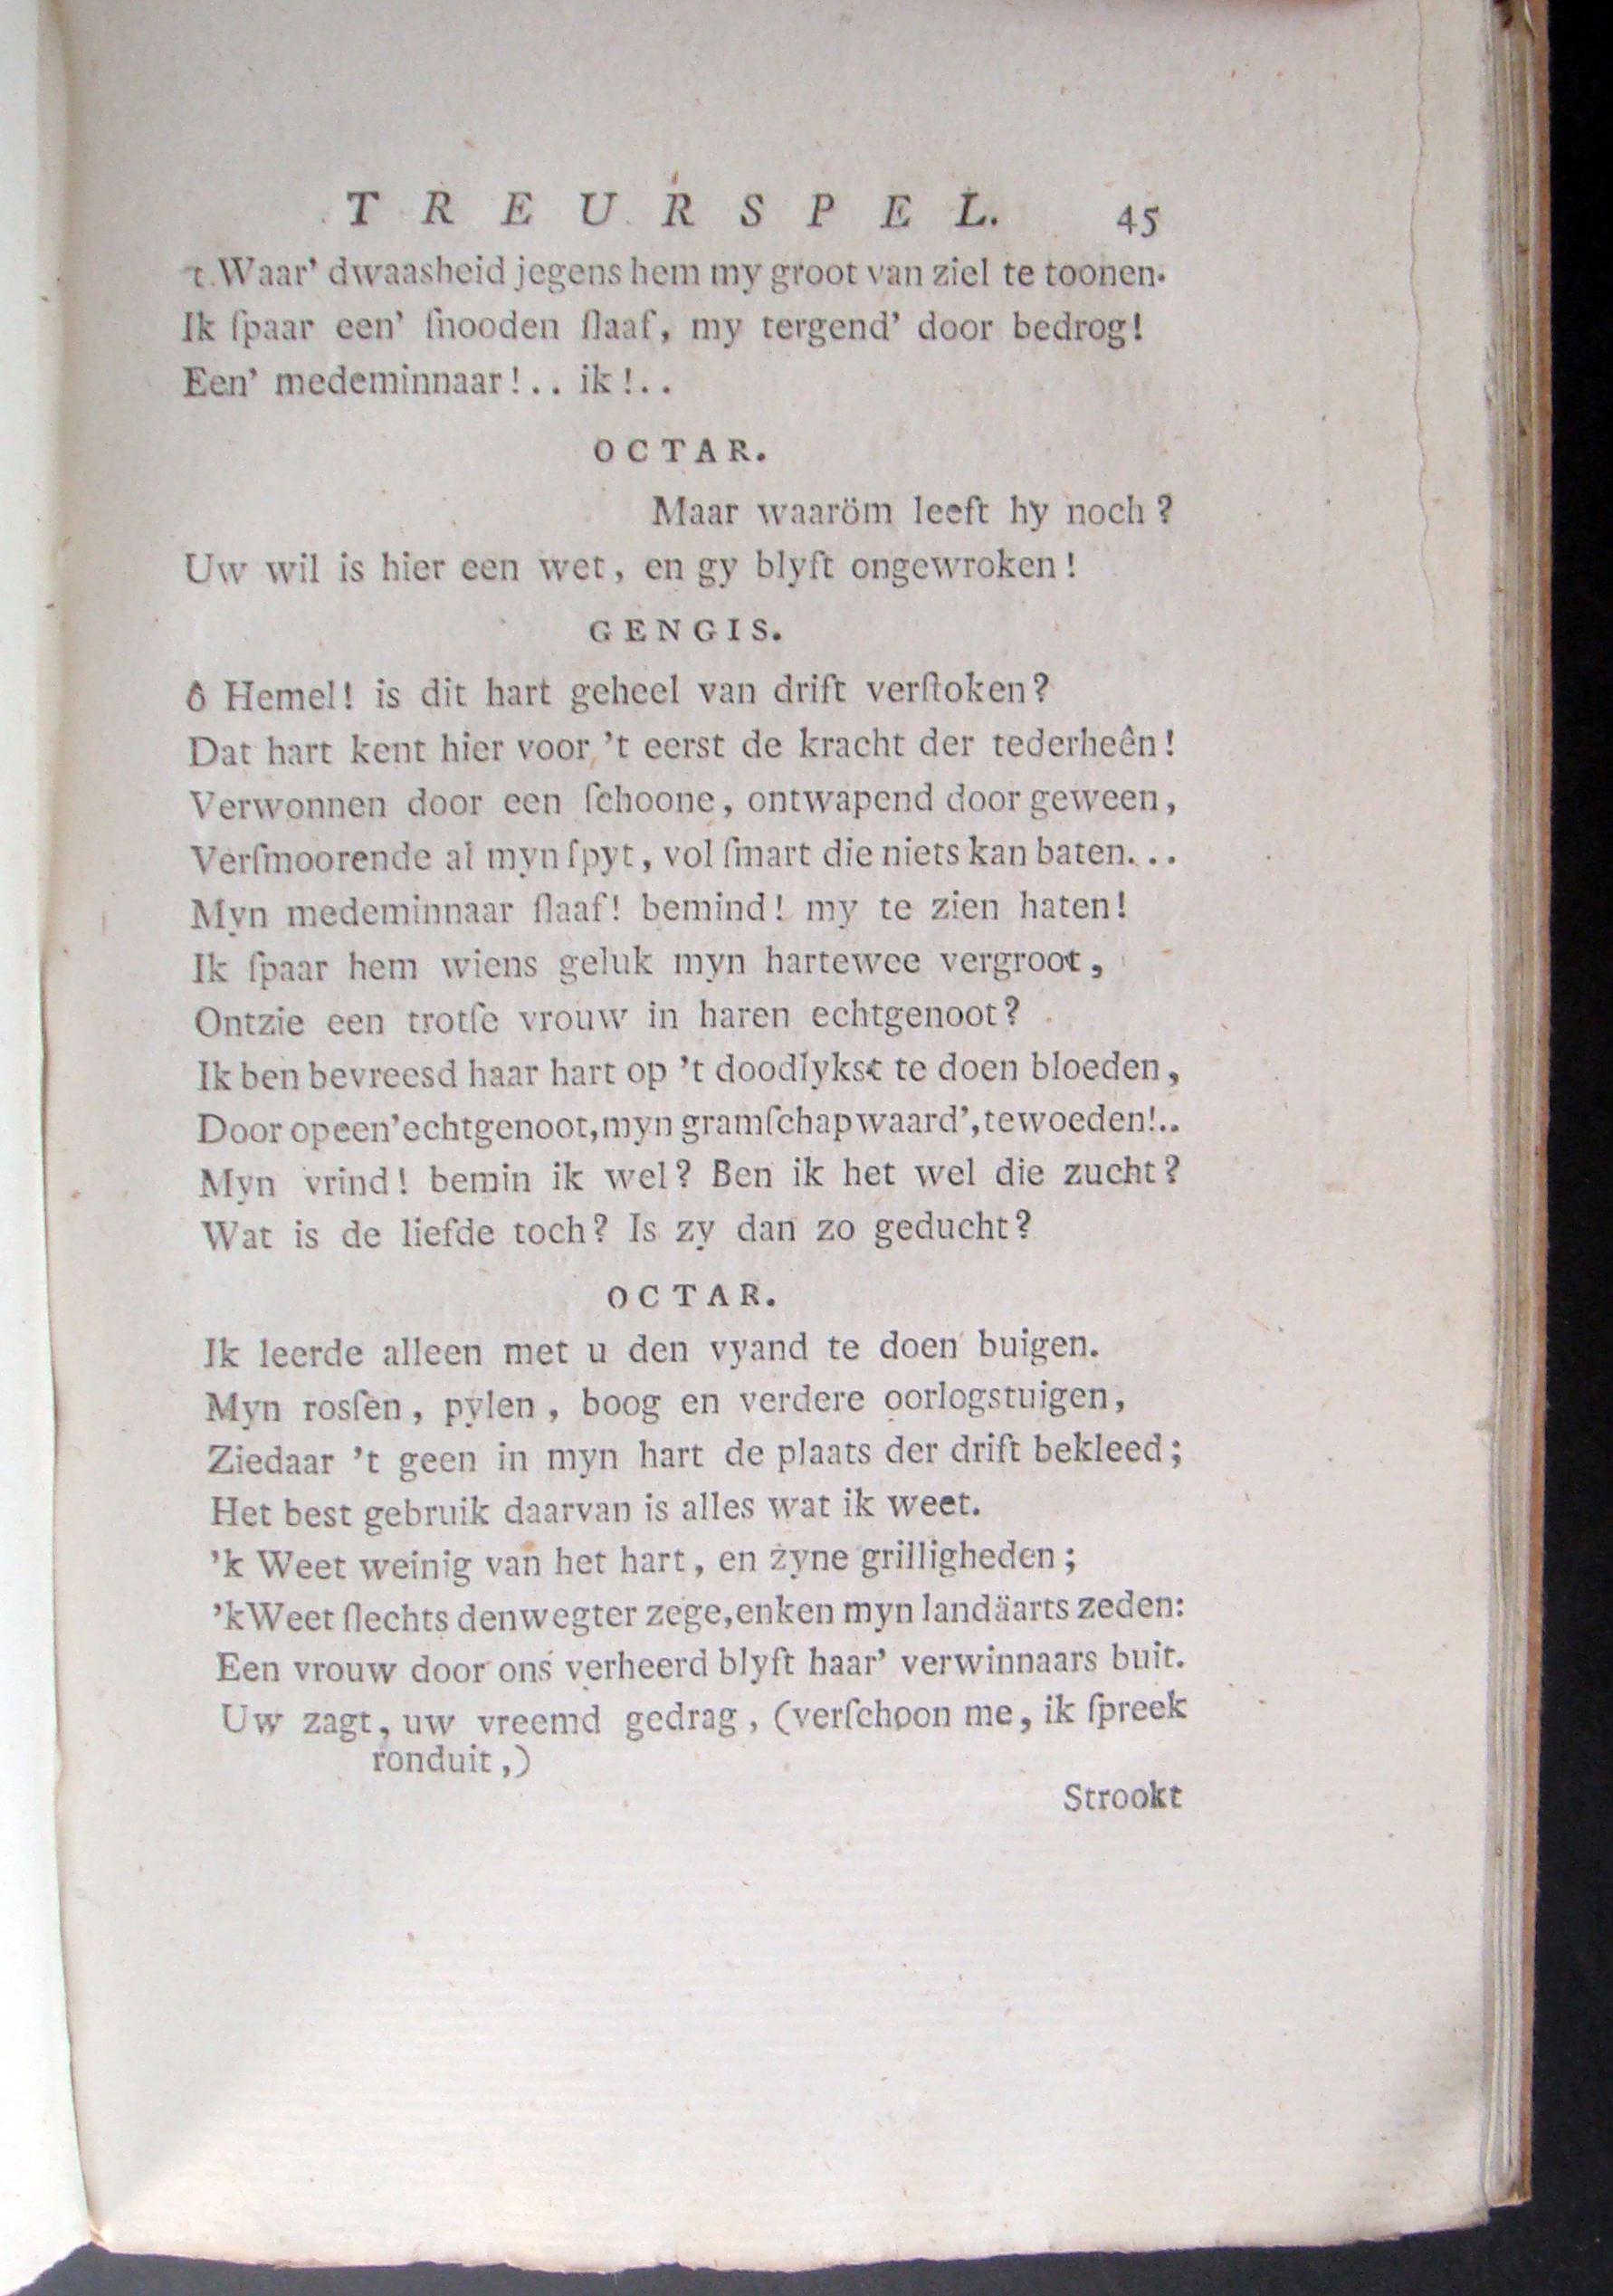 T R E U R S P E L. 45
't Waar' dwaasheid jegens hem my groot van ziel te toonen.
Ik ſpaar een' ſnooden ſlaaf, my tergend' door bedrog!
Een' medeminnaar!.. ik!..
OCTAR.
Maar waaröm leeft hy noch?
Uw wil is hier een wet, en gy blyft ongewroken!
GENGIS.
ô Hemel! is dit hart geheel van drift verſtoken?
Dat hart kent hier voor 't eerst de kracht der tederheên!
Verwonnen door een ſchoone, ontwapend door geween,
Verſmoorende al myn ſpyt, vol ſmart die niets kan baten...
Myn medeminnaar ſlaaf! bemind! my te zien haten!
Ik ſpaar hem wiens geluk myn hartewee vergroot,
Ontzie een trotſe vrouw in haren echtgenoot?
Ik ben bevreesd haar hart op 't doodlykst te doen bloeden,
Door op een' echtgenoot, myn gramſchap waard', te woeden!..
Myn vrind! bemin ik wel? Ben ik het wel die zucht?
Wat is de liefde toch? Is zy dan zo geducht?
OCTAR.
Ik leerde alleen met u den vyand te doen buigen.
Myn rosſen, pylen, boog en verdere oorlogstuigen,
Ziedaar 't geen in myn hart de plaats der drift bekleed;
Het best gebruik daarvan is alles wat ik weet.
'k Weet weinig van het hart, en zyne grilligheden;
'k Weet ſlechts den weg ter zege, en ken myn landäarts zeden:
Een vrouw door ons verheerd blyft haar' verwinnaars buit.
Uw zagt, uw vreemd gedrag, (verſchoon me, ik ſpreek
ronduit,)
Strookt